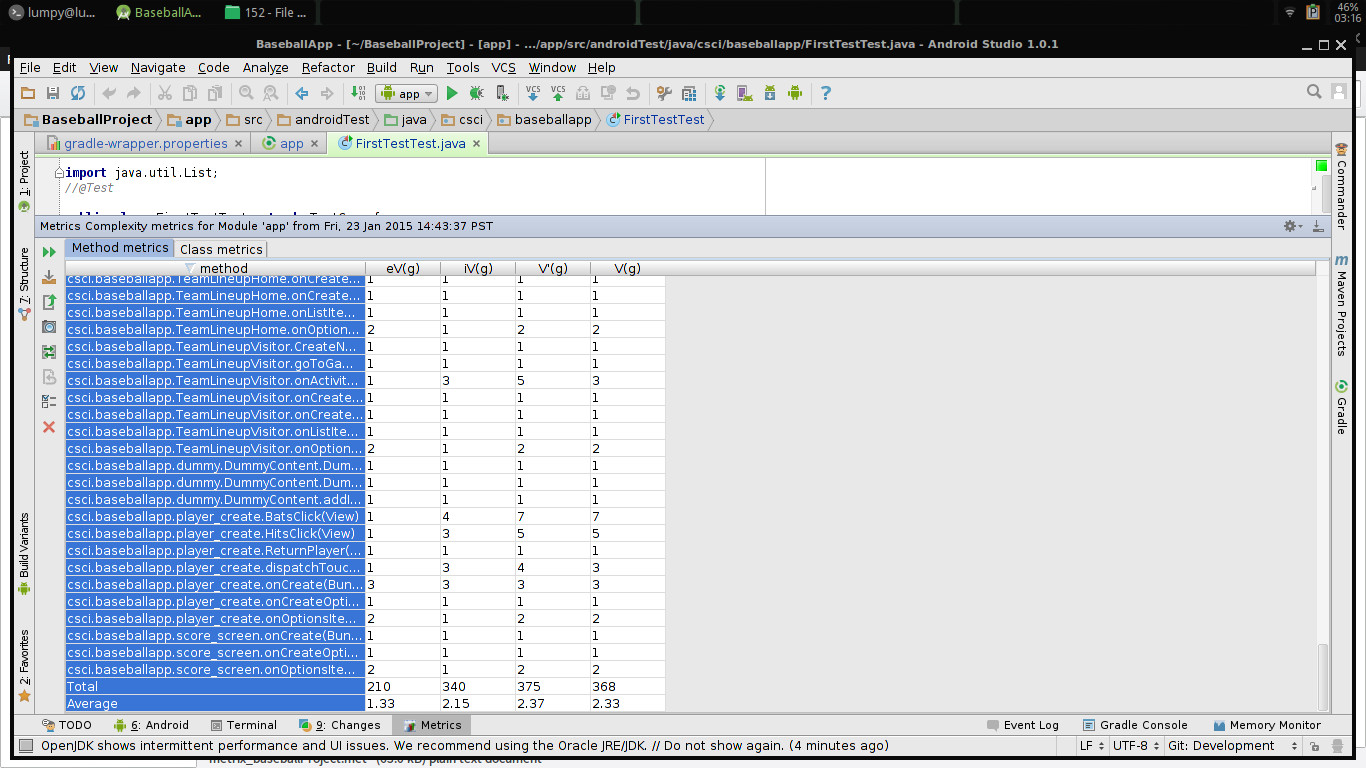 lumpy@lu... BaseballA... 152 - File ... 46%
03:16
BaseballApp - [~/BaseballProject] - [app] - .../app/src/androidTest/java/csci/baseballapp/FirstTestTest.java - Android Studio 1.0.1
File Edit View Navigate Code Analyze Refactor Build Run Tools VCS Window Help
app VCS VCS ?
BaseballProject app src androidTest java csci baseballapp FirstTestTest
gradle-wrapper.properties app FirstTestTest.java
import java.util.List;
//@Test
Metrics Complexity metrics for Module 'app' from Fri, 23 Jan 2015 14:43:37 PST
Method metrics Class metrics
method eV(g) iV(g) V'(g) V(g)
csci.baseballapp.TeamLineupHome.onCreate... 1 1 1 1
csci.baseballapp.TeamLineupHome.onCreate... 1 1 1 1
csci.baseballapp.TeamLineupHome.onListIte... 1 1 1 1
csci.baseballapp.TeamLineupHome.onOption... 2 1 2 2
csci.baseballapp.TeamLineupVisitor.CreateN... 1 1 1 1
csci.baseballapp.TeamLineupVisitor.goToGa... 1 1 1 1
csci.baseballapp.TeamLineupVisitor.onActivit... 1 3 5 3
csci.baseballapp.TeamLineupVisitor.onCreate... 1 1 1 1
csci.baseballapp.TeamLineupVisitor.onCreate... 1 1 1 1
csci.baseballapp.TeamLineupVisitor.onListIte... 1 1 1 1
csci.baseballapp.TeamLineupVisitor.onOption... 2 1 2 2
csci.baseballapp.dummy.DummyContent.Dum... 1 1 1 1
csci.baseballapp.dummy.DummyContent.Dum... 1 1 1 1
csci.baseballapp.dummy.DummyContent.addI... 1 1 1 1
csci.baseballapp.player_create.BatsClick(View) 1 4 7 7
csci.baseballapp.player_create.HitsClick(View) 1 3 5 5
csci.baseballapp.player_create.ReturnPlayer(... 1 1 1 1
csci.baseballapp.player_create.dispatchTouc... 1 3 4 3
csci.baseballapp.player_create.onCreate(Bun... 3 3 3 3
csci.baseballapp.player_create.onCreateOpti... 1 1 1 1
csci.baseballapp.player_create.onOptionsIte... 2 1 2 2
csci.baseballapp.score_screen.onCreate(Bun... 1 1 1 1
csci.baseballapp.score_screen.onCreateOpti... 1 1 1 1
csci.baseballapp.score_screen.onOptionsIte... 2 1 2 2
Total 210 340 375 368
Average 1.33 2.15 2.37 2.33
1: Project
7: Structure
Build Variants
2: Favorites
Commander
Maven Projects
Gradle
TODO 6: Android Terminal 9: Changes Metrics Event Log Gradle Console Memory Monitor
OpenJDK shows intermittent performance and UI issues. We recommend using the Oracle JRE/JDK. // Do not show again. (4 minutes ago) LF UTF-8 Git: Development